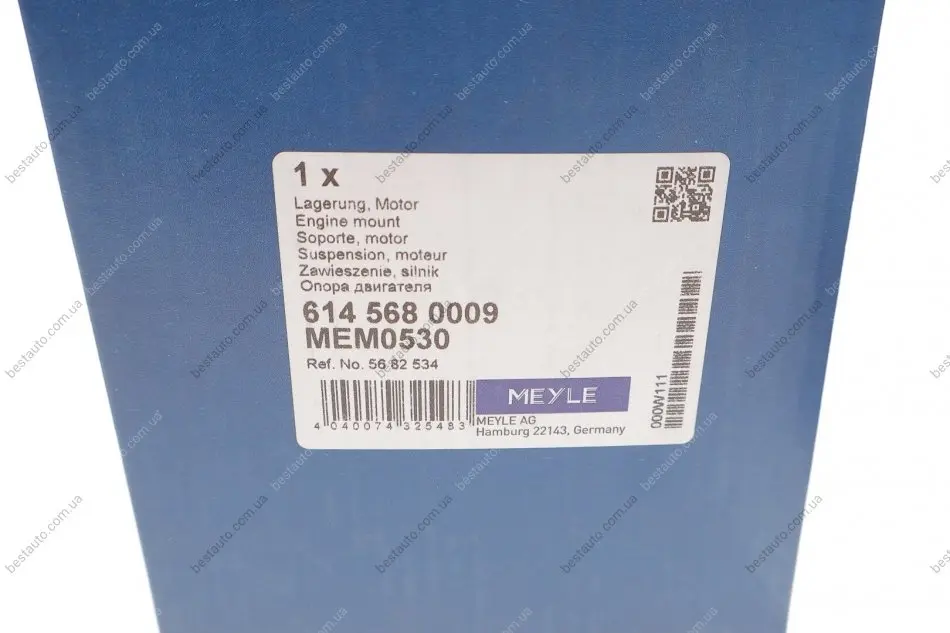 1 x
Lagerung, Motor
Engine mount
Soporte, motor
Suspension, moteur
Zawieszenie, silnik
Опора двигателя
614 568 0009
MEM0530
Ref. No. 56 82 534
MEYLE
4 040074 325483
MEYLE AG
Hamburg 22143, Germany
000W111
bestauto.com.ua